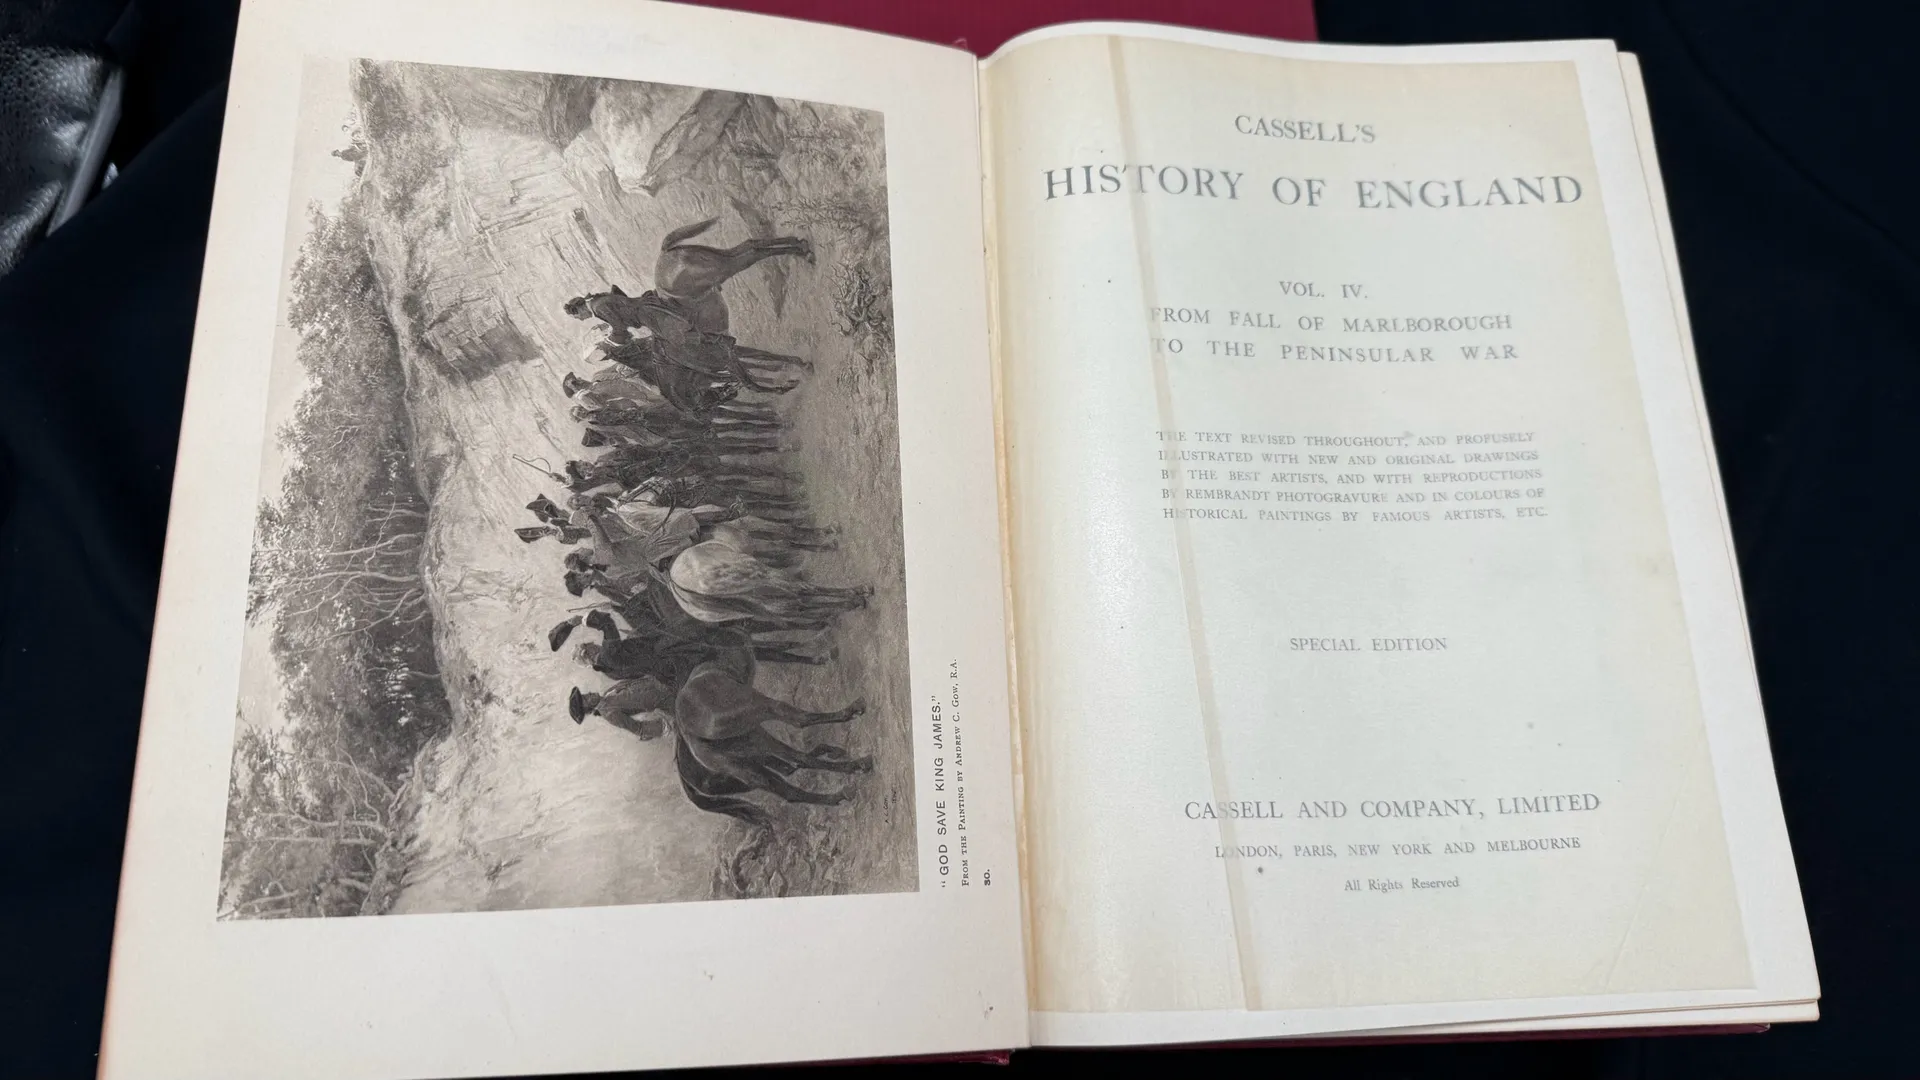 "GOD SAVE KING JAMES."
FROM THE PAINTING BY ANDREW C. GOW, R.A.
30.
CASSELL'S
HISTORY OF ENGLAND
VOL. IV.
FROM FALL OF MARLBOROUGH
TO THE PENINSULAR WAR
THE TEXT REVISED THROUGHOUT, AND PROFUSELY
ILLUSTRATED WITH NEW AND ORIGINAL DRAWINGS
BY THE BEST ARTISTS, AND WITH REPRODUCTIONS
BY REMBRANDT PHOTOGRAVURE AND IN COLOURS OF
HISTORICAL PAINTINGS BY FAMOUS ARTISTS, ETC.
SPECIAL EDITION
CASSELL AND COMPANY, LIMITED
LONDON, PARIS, NEW YORK AND MELBOURNE
All Rights Reserved